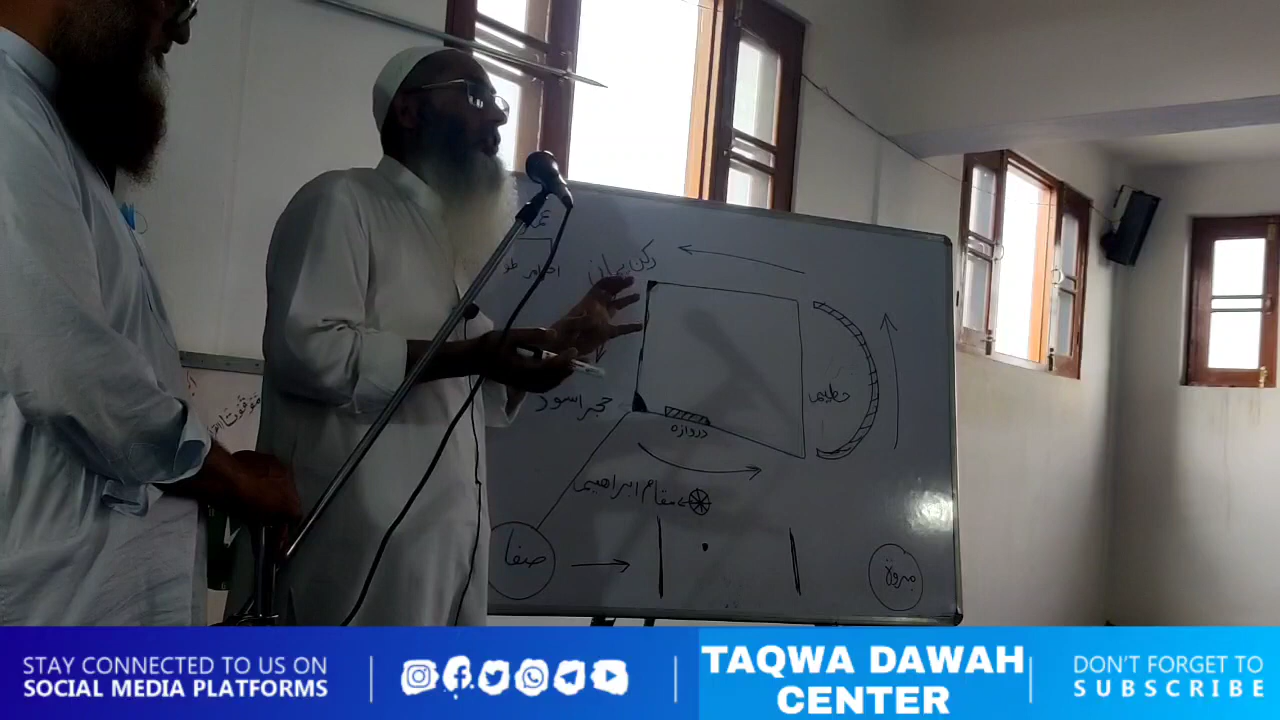 رکن یمانی
حجر اسود
دروازہ
حطیم
مقام ابراہیم
صفا
مروۃ
STAY CONNECTED TO US ON
SOCIAL MEDIA PLATFORMS
TAQWA DAWAH
CENTER
DON'T FORGET TO
SUBSCRIBE